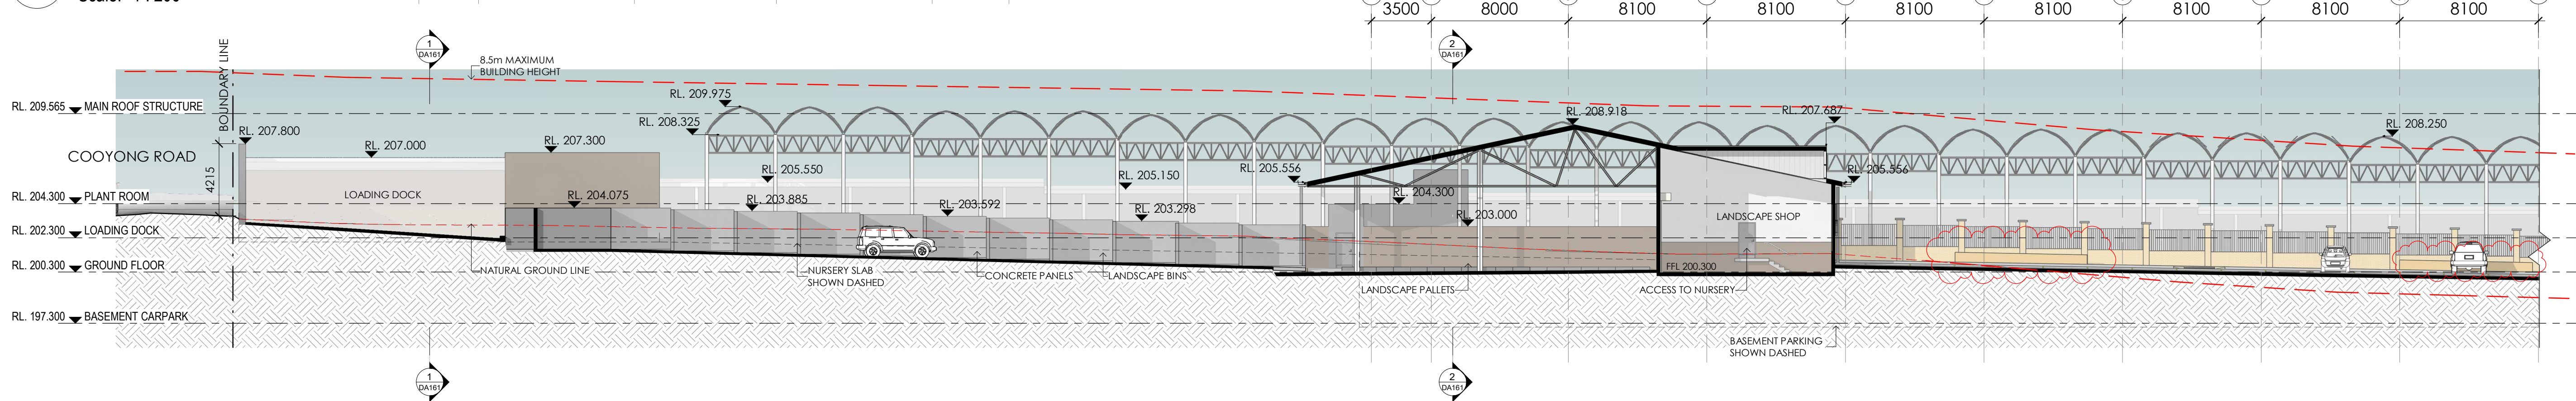 3500
8000
8100
8100
8100
8100
8100
8100
8100
1
DA161
2
DA161
8.5m MAXIMUM
BUILDING HEIGHT
BOUNDARY LINE
RL. 209.565 MAIN ROOF STRUCTURE
RL. 209.975
RL. 208.918
RL. 207.687
RL. 208.250
RL. 208.325
RL. 207.800
RL. 207.300
RL. 207.000
COOYONG ROAD
4215
RL. 205.550
RL. 205.150
RL. 205.556
RL. 205.556
RL. 204.300 PLANT ROOM
LOADING DOCK
RL. 204.075
RL. 203.885
RL. 203.592
RL. 203.298
RL. 204.300
RL. 203.000
LANDSCAPE SHOP
RL. 202.300 LOADING DOCK
RL. 200.300 GROUND FLOOR
FFL 200.300
NATURAL GROUND LINE
NURSERY SLAB
SHOWN DASHED
CONCRETE PANELS
LANDSCAPE BINS
LANDSCAPE PALLETS
ACCESS TO NURSERY
RL. 197.300 BASEMENT CARPARK
BASEMENT PARKING
SHOWN DASHED
1
DA161
2
DA161